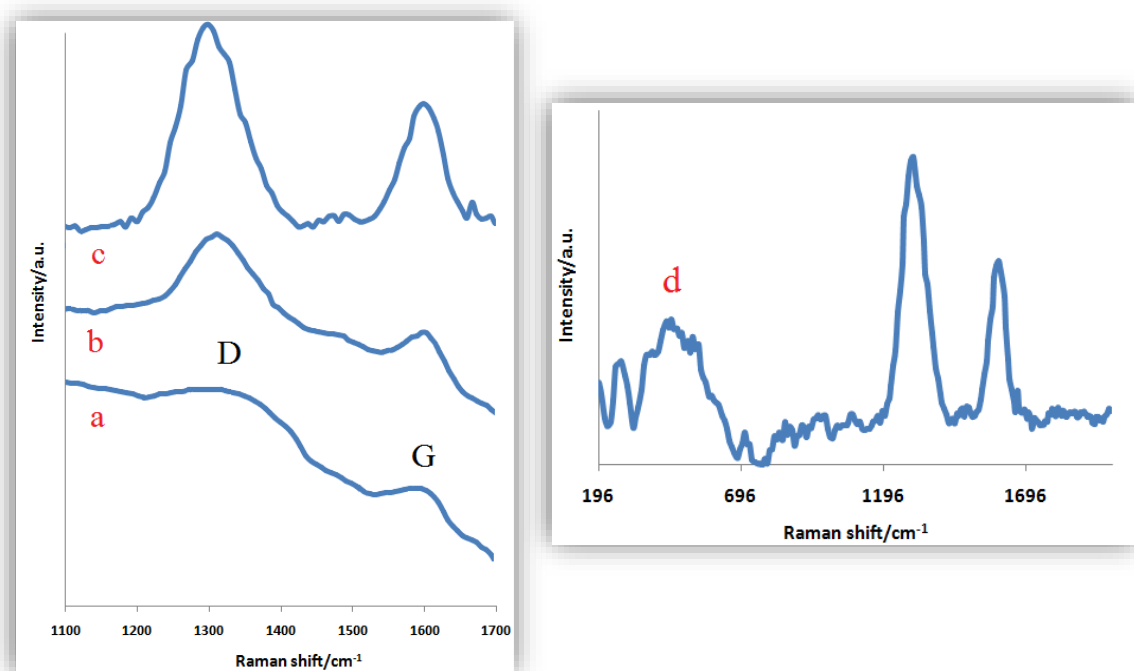 Intensity/a.u.
c
b
D
a
G
1100 1200 1300 1400 1500 1600 1700
Raman shift/cm-1
Intensity/a.u.
d
196 696 1196 1696
Raman shift/cm-1